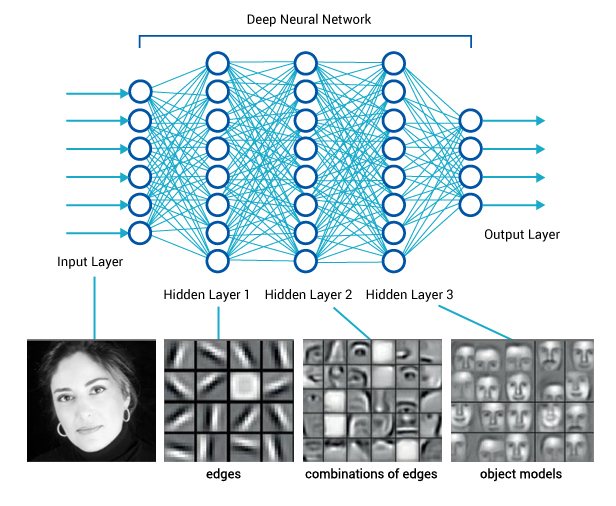 Deep Neural Network
Input Layer
Output Layer
Hidden Layer 1
Hidden Layer 2
Hidden Layer 3
edges
combinations of edges
object models